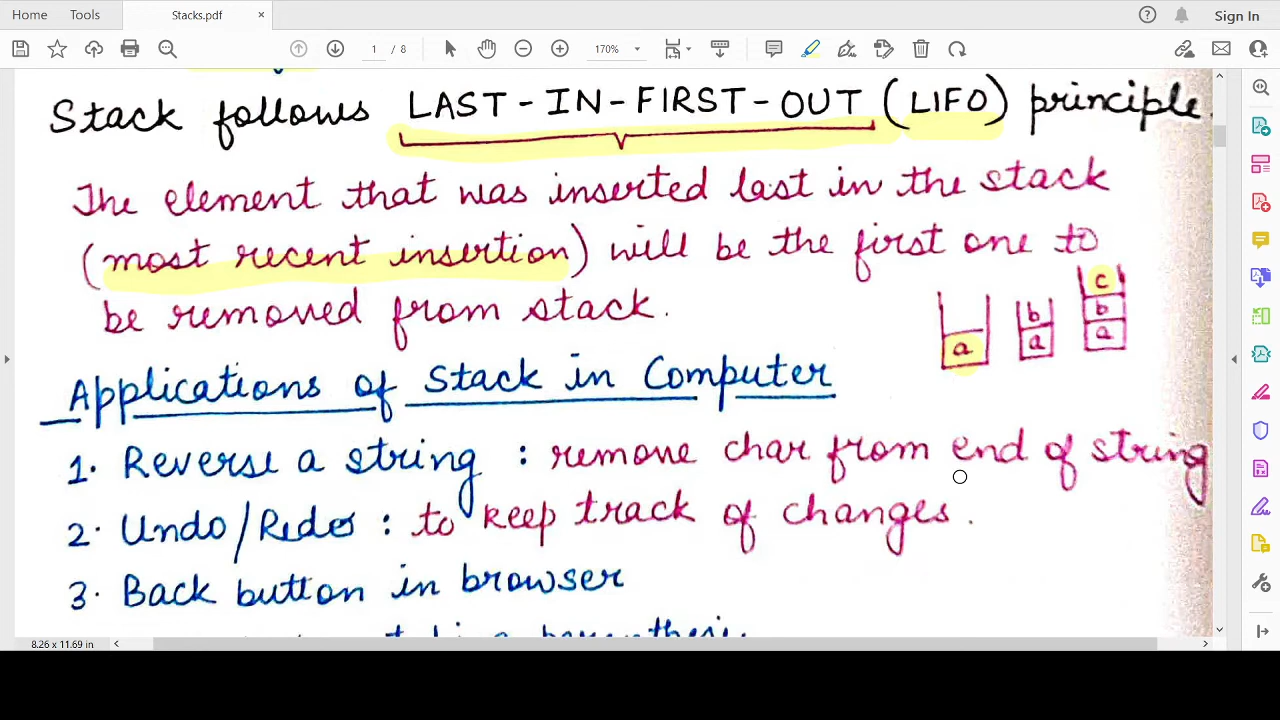 Home Tools Stacks.pdf × Sign In
1 / 8 170%
Stack follows LAST-IN-FIRST-OUT (LIFO) principle.
The element that was inserted last in the stack
(most recent insertion) will be the first one to
be removed from stack.
a
b
a
c
b
a
Applications of Stack in Computer
1. Reverse a string : remove char from end of string
2. Undo/Redo : to keep track of changes.
3. Back button in browser
8.26 x 11.69 in